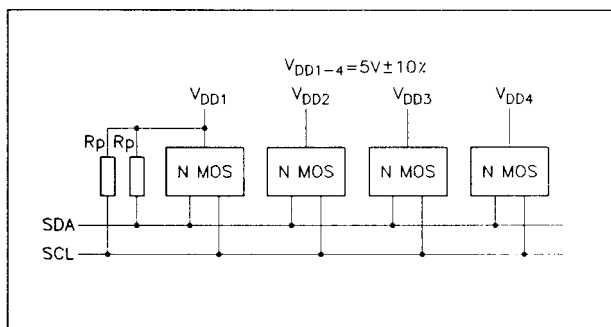 V_DD1-4=5V±10%
V_DD1 V_DD2 V_DD3 V_DD4
Rp Rp
N MOS N MOS N MOS N MOS
SDA
SCL